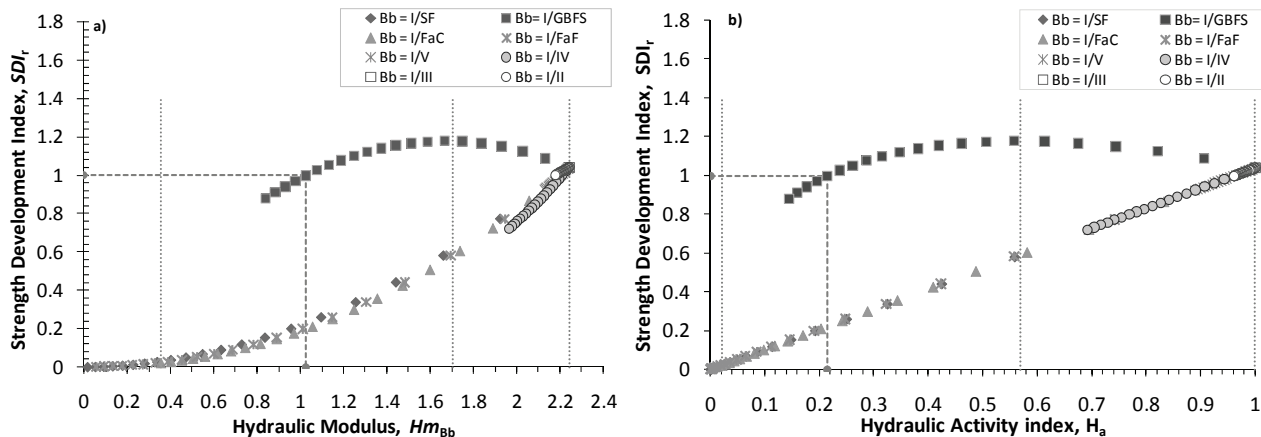 a)
Bb = I/SF
Bb= I/GBFS
Bb = I/FaC
Bb = I/FaF
Bb = I/V
Bb = I/IV
Bb = I/III
Bb = I/II
Strength Development Index, SDIr
1.8
1.6
1.4
1.2
1
0.8
0.6
0.4
0.2
0
0 0.2 0.4 0.6 0.8 1 1.2 1.4 1.6 1.8 2 2.2 2.4
Hydraulic Modulus, HmBb
b)
Bb = I/SF
Bb= I/GBFS
Bb = I/FaC
Bb = I/FaF
Bb = I/V
Bb = I/IV
Bb = I/III
Bb = I/II
Strength Development Index, SDIr
1.8
1.6
1.4
1.2
1
0.8
0.6
0.4
0.2
0
0 0.1 0.2 0.3 0.4 0.5 0.6 0.7 0.8 0.9 1
Hydraulic Activity index, Ha